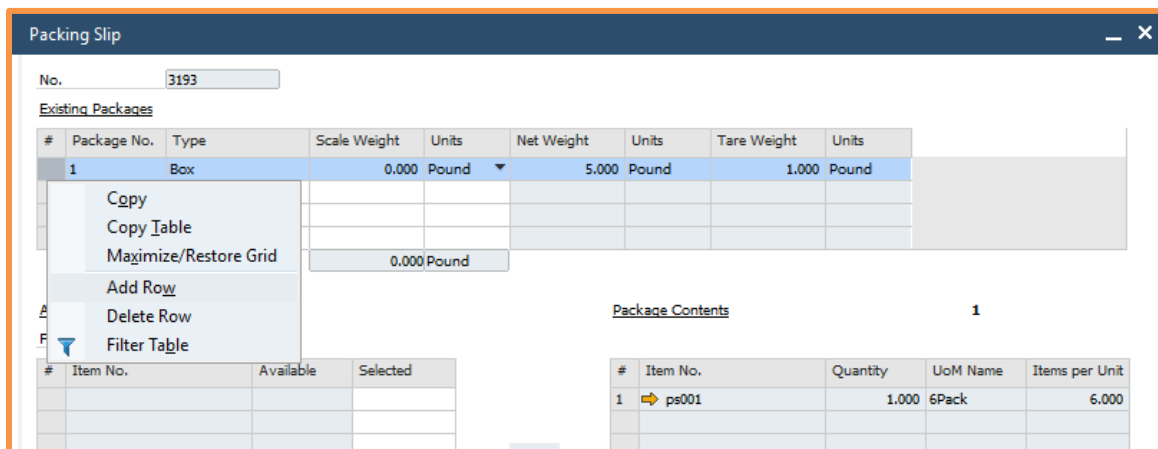 Packing Slip
No. 3193
Existing Packages
# Package No. Type Scale Weight Units Net Weight Units Tare Weight Units
1 Box 0.000 Pound 5.000 Pound 1.000 Pound
Copy
Copy Table
Maximize/Restore Grid
Add Row
Delete Row
Filter Table
0.000 Pound
Package Contents 1
# Item No. Available Selected
# Item No. Quantity UoM Name Items per Unit
1 ps001 1.000 6Pack 6.000